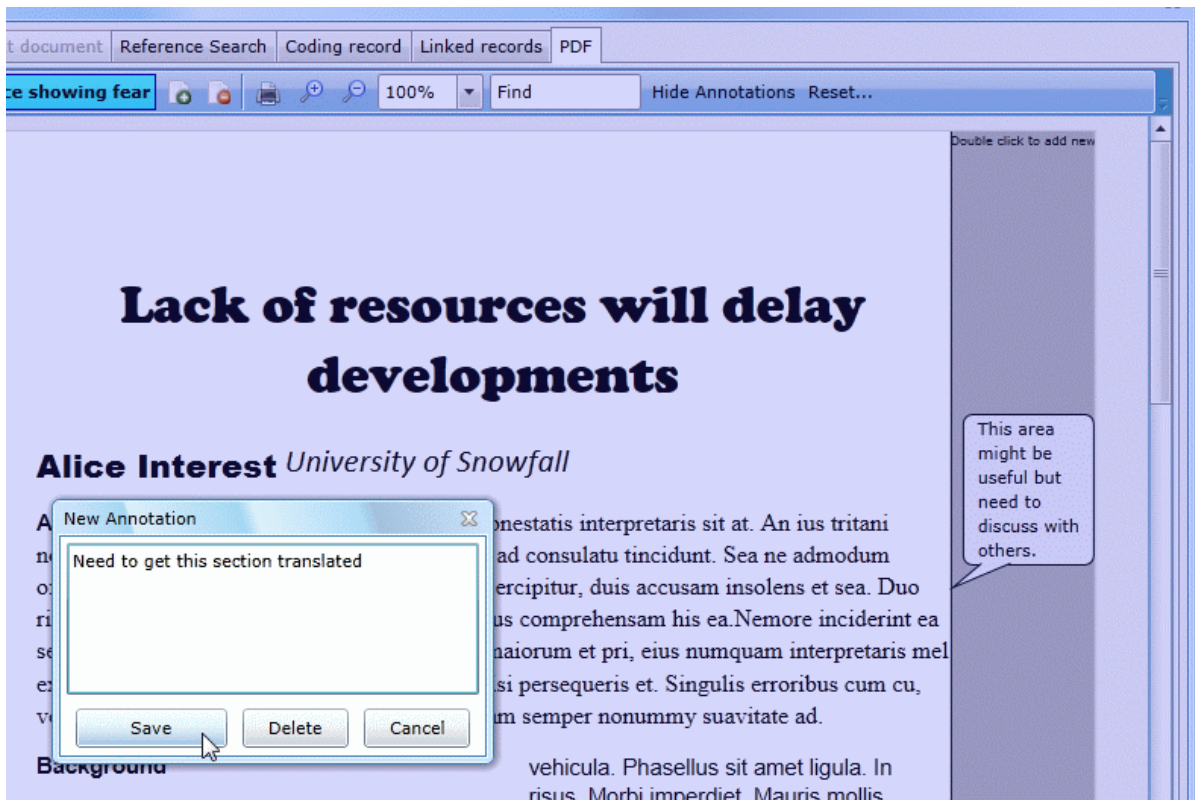 t document Reference Search Coding record Linked records PDF
ce showing fear 100% Find Hide Annotations Reset...
Double click to add new
Lack of resources will delay
developments
Alice Interest University of Snowfall
This area
might be
useful but
need to
discuss with
others.
New Annotation
Need to get this section translated
Save Delete Cancel
onestatis interpretaris sit at. An ius tritani
ad consulatu tincidunt. Sea ne admodum
ercipitur, duis accusam insolens et sea. Duo
us comprehensam his ea.Nemore inciderint ea
maiorum et pri, eius numquam interpretaris mel
si persequeris et. Singulis erroribus cum cu,
m semper nonummy suavitate ad.
Background
vehicula. Phasellus sit amet ligula. In
risus. Morbi imperdiet. Mauris mollis